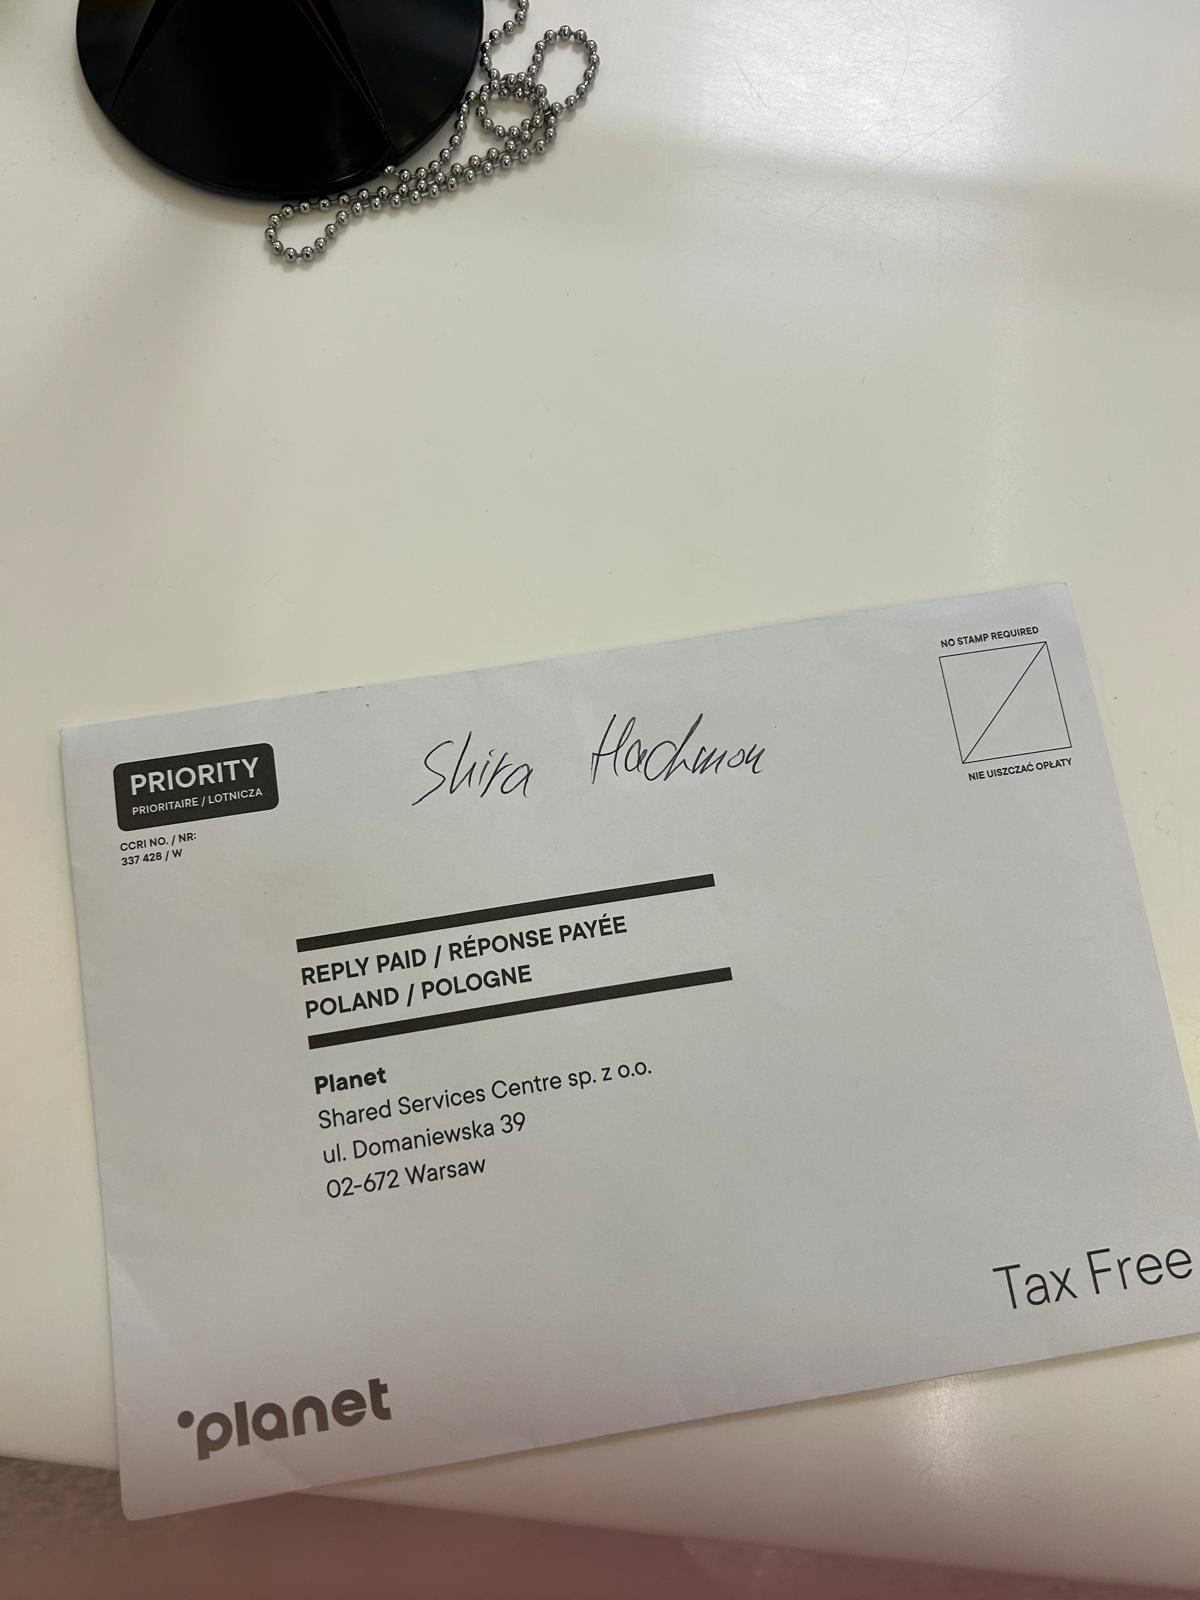 NO STAMP REQUIRED
NIE UISZCZAĆ OPŁATY
Shira Hachmon
PRIORITY
PRIORITAIRE / LOTNICZA
CCRI NO. / NR:
337 428 / W
REPLY PAID / RÉPONSE PAYÉE
POLAND / POLOGNE
Planet
Shared Services Centre sp. z o.o.
ul. Domaniewska 39
02-672 Warsaw
Tax Free
planet